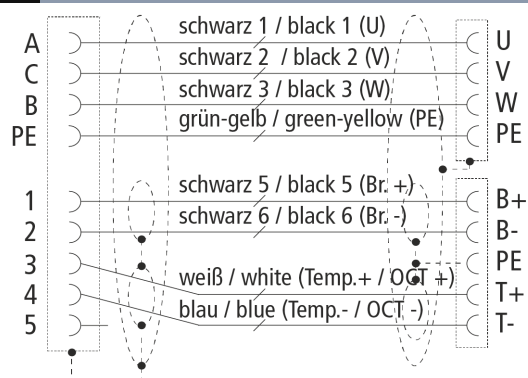 A schwarz 1 / black 1 (U) U
C schwarz 2 / black 2 (V) V
B schwarz 3 / black 3 (W) W
PE grün-gelb / green-yellow (PE) PE
1 schwarz 5 / black 5 (Br. +) B+
2 schwarz 6 / black 6 (Br. -) B-
3 PE
4 weiß / white (Temp.+ / OCT +) T+
5 blau / blue (Temp.- / OCT -) T-